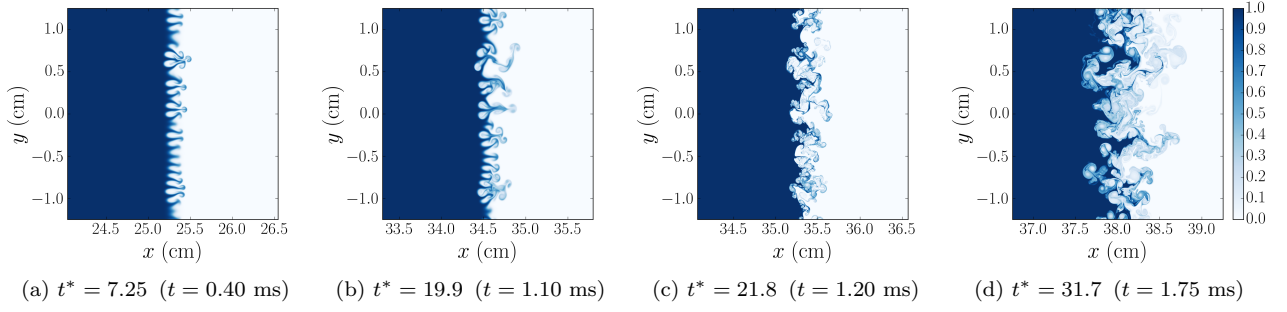 1.0
0.5
0.0
−0.5
−1.0
y (cm)
24.5 25.0 25.5 26.0 26.5
x (cm)
(a) t* = 7.25 (t = 0.40 ms)
1.0
0.5
0.0
−0.5
−1.0
y (cm)
33.5 34.0 34.5 35.0 35.5
x (cm)
(b) t* = 19.9 (t = 1.10 ms)
1.0
0.5
0.0
−0.5
−1.0
y (cm)
34.5 35.0 35.5 36.0 36.5
x (cm)
(c) t* = 21.8 (t = 1.20 ms)
1.0
0.5
0.0
−0.5
−1.0
y (cm)
37.0 37.5 38.0 38.5 39.0
x (cm)
(d) t* = 31.7 (t = 1.75 ms)
1.0
0.9
0.8
0.7
0.6
0.5
0.4
0.3
0.2
0.1
0.0